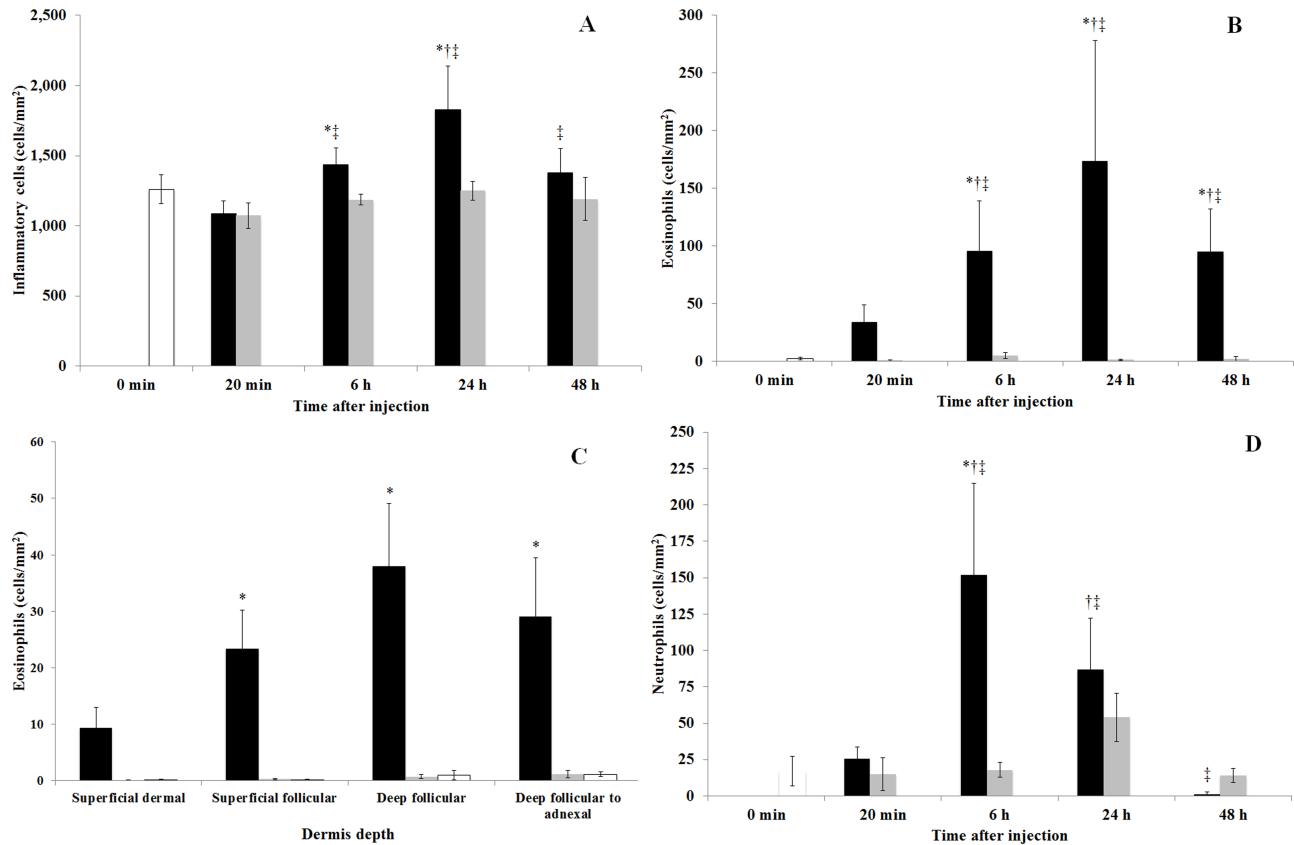 A
Inflammatory cells (cells/mm²)
2,500
2,000
1,500
1,000
500
0
*‡
*†‡
‡
0 min 20 min 6 h 24 h 48 h
Time after injection
B
Eosinophils (cells/mm²)
300
250
200
150
100
50
0
*†‡
*†‡
*†‡
0 min 20 min 6 h 24 h 48 h
Time after injection
C
Eosinophils (cells/mm²)
60
50
40
30
20
10
0
*
*
*
Superficial dermal Superficial follicular Deep follicular Deep follicular to
adnexal
Dermis depth
D
Neutrophils (cells/mm²)
250
225
200
175
150
125
100
75
50
25
0
*†‡
†‡
‡
0 min 20 min 6 h 24 h 48 h
Time after injection